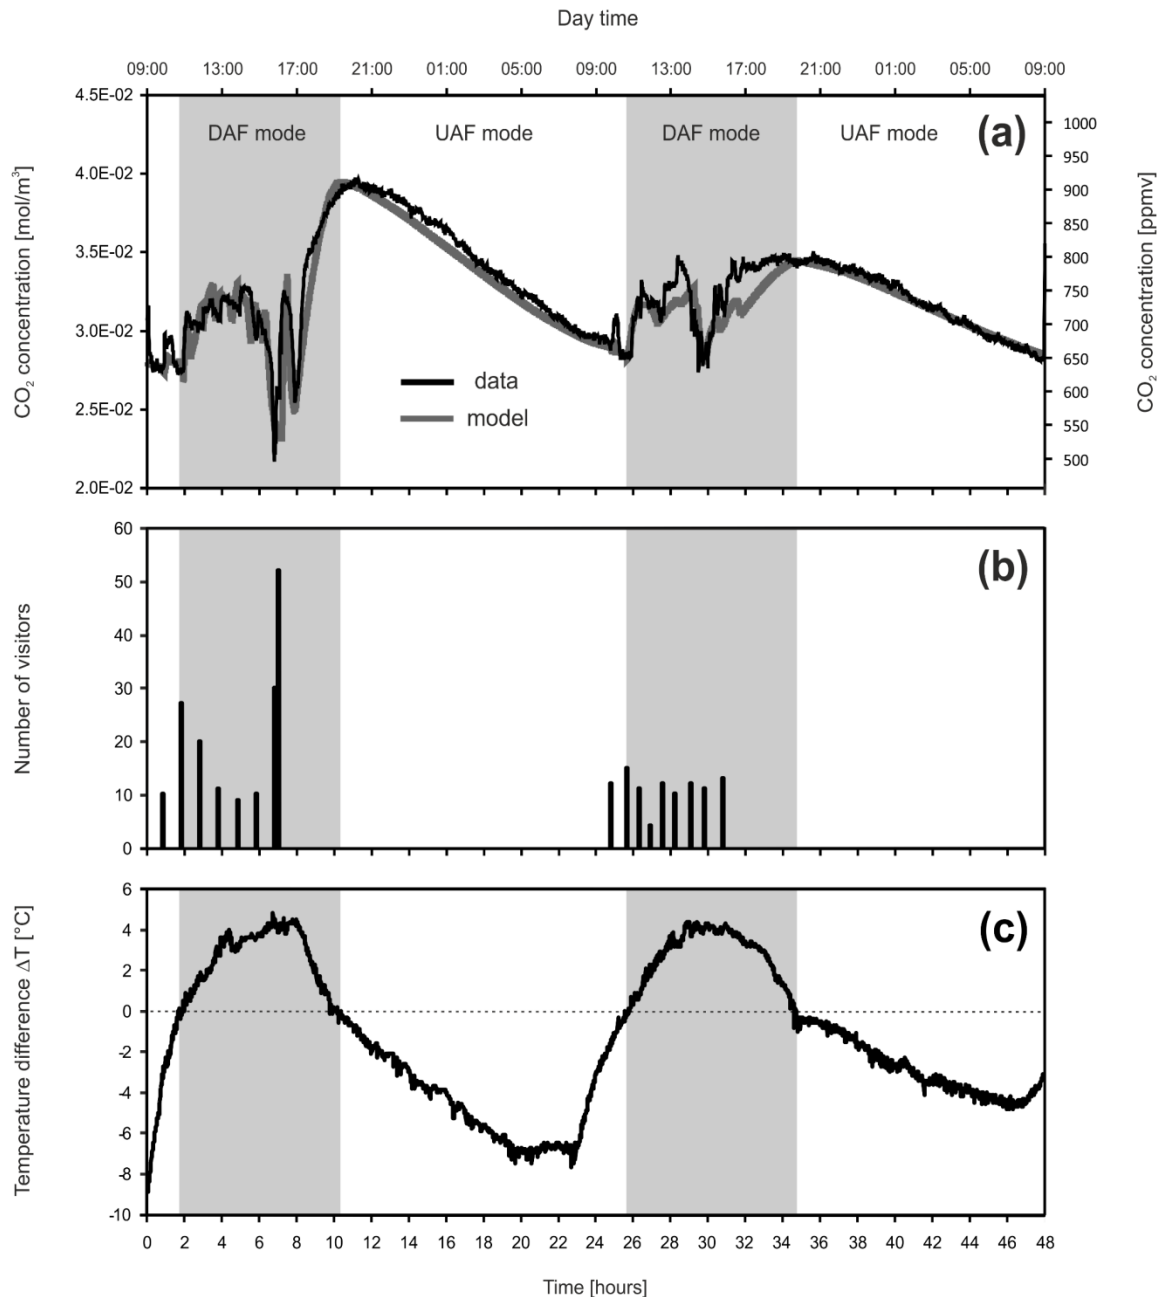 Day time
09:00 13:00 17:00 21:00 01:00 05:00 09:00 13:00 17:00 21:00 01:00 05:00 09:00
DAF mode UAF mode DAF mode UAF mode (a)
CO₂ concentration [mol/m³]
4.5E-02
4.0E-02
3.5E-02
3.0E-02
2.5E-02
2.0E-02
data
model
1000
950
900
850
800
750
700
650
600
550
500
CO₂ concentration [ppmv]
(b)
Number of visitors
60
50
40
30
20
10
0
(c)
Temperature difference ΔT [°C]
6
4
2
0
-2
-4
-6
-8
-10
0 2 4 6 8 10 12 14 16 18 20 22 24 26 28 30 32 34 36 38 40 42 44 46 48
Time [hours]